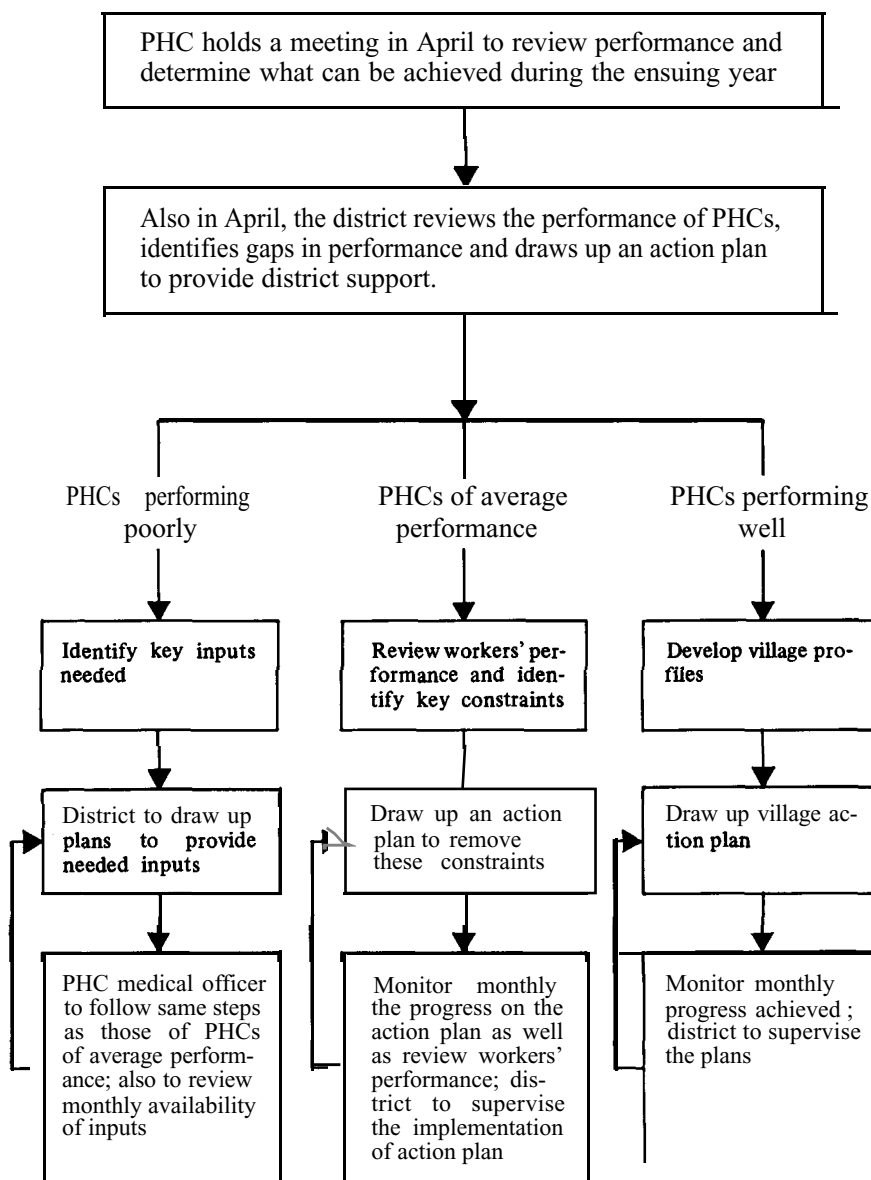 PHC holds a meeting in April to review performance and
determine what can be achieved during the ensuing year
Also in April, the district reviews the performance of PHCs,
identifies gaps in performance and draws up an action plan
to provide district support.
PHCs performing
poorly
PHCs of average
performance
PHCs performing
well
Identify key inputs
needed
Review workers' per-
formance and iden-
tify key constraints
Develop village pro-
files
District to draw up
plans to provide
needed inputs
Draw up an action
plan to remove
these constraints
Draw up village ac-
tion plan
PHC medical officer
to follow same steps
as those of PHCs
of average perform-
ance; also to review
monthly availability
of inputs
Monitor monthly
the progress on the
action plan as well
as review workers'
performance; dis-
trict to supervise
the implementation
of action plan
Monitor monthly
progress achieved ;
district to supervise
the plans